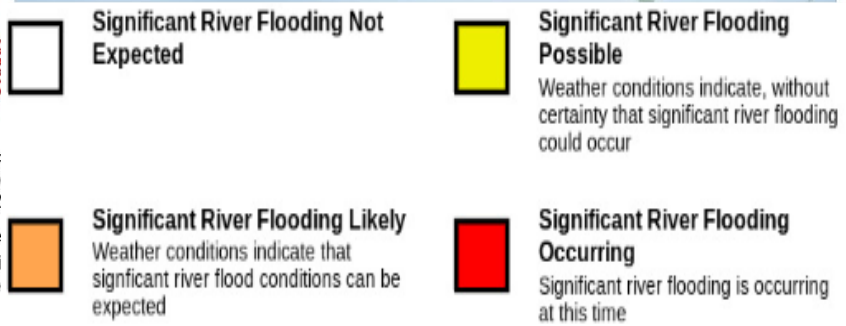 Significant River Flooding Not
Expected
Significant River Flooding
Possible
Weather conditions indicate, without
certainty that significant river flooding
could occur
Significant River Flooding Likely
Weather conditions indicate that
signficant river flood conditions can be
expected
Significant River Flooding
Occurring
Significant river flooding is occurring
at this time